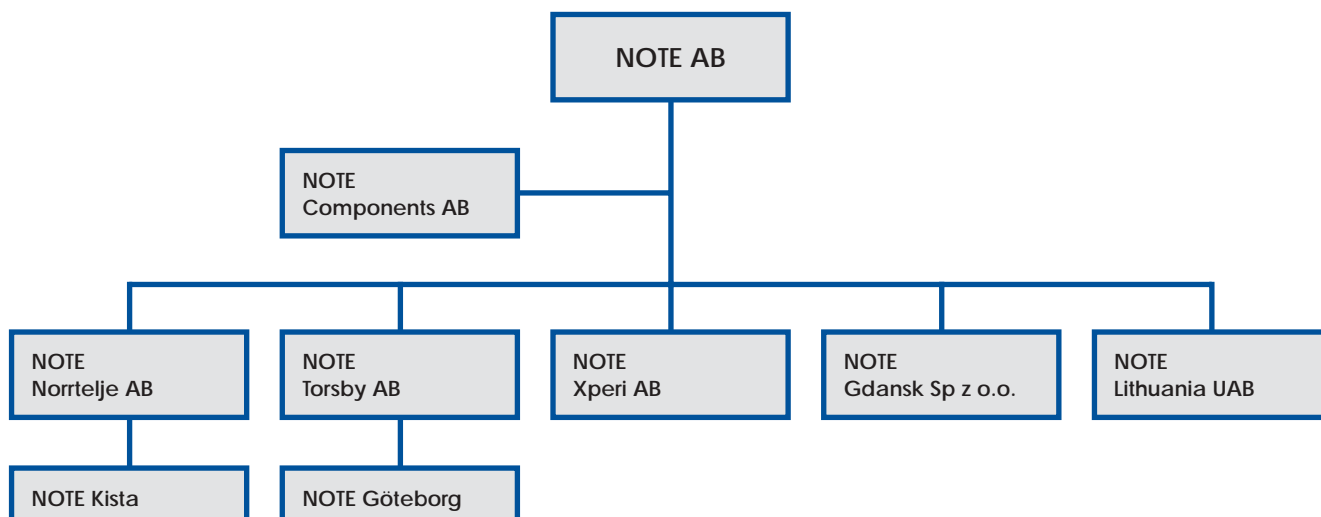 NOTE AB
NOTE
Components AB
NOTE
Norrtelje AB
NOTE
Torsby AB
NOTE
Xperi AB
NOTE
Gdansk Sp z o.o.
NOTE
Lithuania UAB
NOTE Kista
NOTE Göteborg